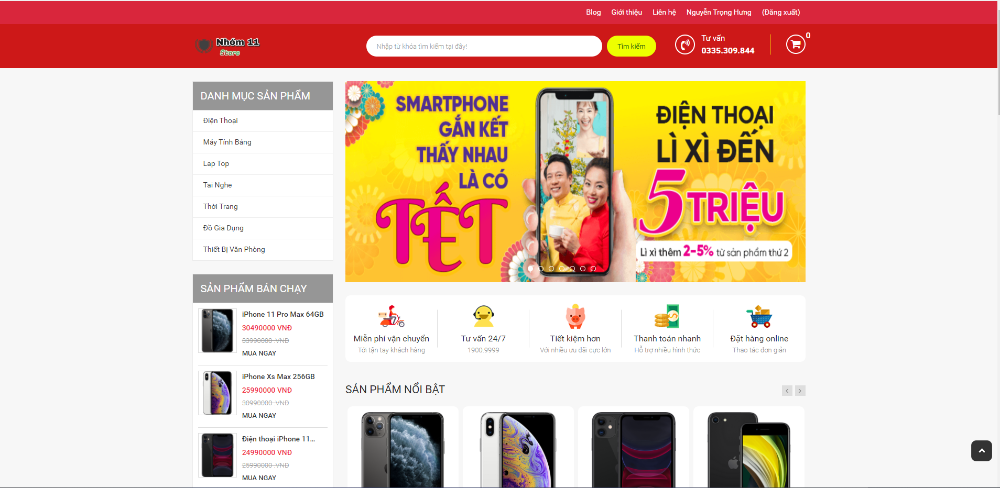 Blog Giới thiệu Liên hệ Nguyễn Trọng Hưng (Đăng xuất)
Nhóm 11
Store
Nhập từ khóa tìm kiếm tại đây!
Tìm kiếm
Tư vấn
0335.309.844
0
DANH MỤC SẢN PHẨM
Điện Thoại
Máy Tính Bảng
Lap Top
Tai Nghe
Thời Trang
Đồ Gia Dụng
Thiết Bị Văn Phòng
SẢN PHẨM BÁN CHẠY
iPhone 11 Pro Max 64GB
30490000 VNĐ
33990000 .VNĐ
MUA NGAY
iPhone Xs Max 256GB
25990000 VNĐ
30990000 .VNĐ
MUA NGAY
Điện thoại iPhone 11...
24990000 VNĐ
25990000 .VNĐ
MUA NGAY
SMARTPHONE
GẮN KẾT
THẤY NHAU
LÀ CÓ
TẾT
ĐIỆN THOẠI
LÌ XÌ ĐẾN
5 TRIỆU
Lì xì thêm 2-5% từ sản phẩm thứ 2
Miễn phí vận chuyển
Tới tận tay khách hàng
Tư vấn 24/7
1900.9999
Tiết kiệm hơn
Với nhiều ưu đãi cực lớn
Thanh toán nhanh
Hỗ trợ nhiều hình thức
Đặt hàng online
Thao tác đơn giản
SẢN PHẨM NỔI BẬT